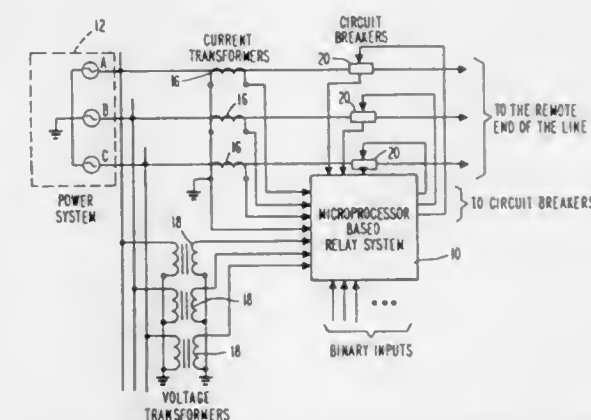 12
CIRCUIT
BREAKERS
CURRENT
TRANSFORMERS
20
16
A
16
20
B
TO THE REMOTE
END OF THE LINE
16
20
C
POWER
SYSTEM
TO CIRCUIT BREAKERS
MICROPROCESSOR
BASED
RELAY SYSTEM
10
18
18
18
BINARY INPUTS
VOLTAGE
TRANSFORMERS